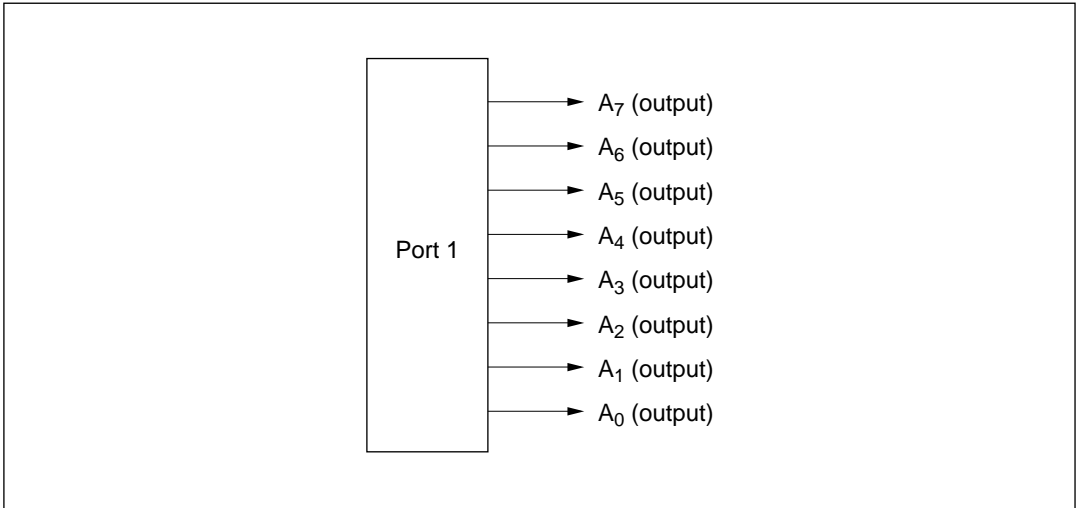 A7 (output)
A6 (output)
A5 (output)
A4 (output)
Port 1
A3 (output)
A2 (output)
A1 (output)
A0 (output)